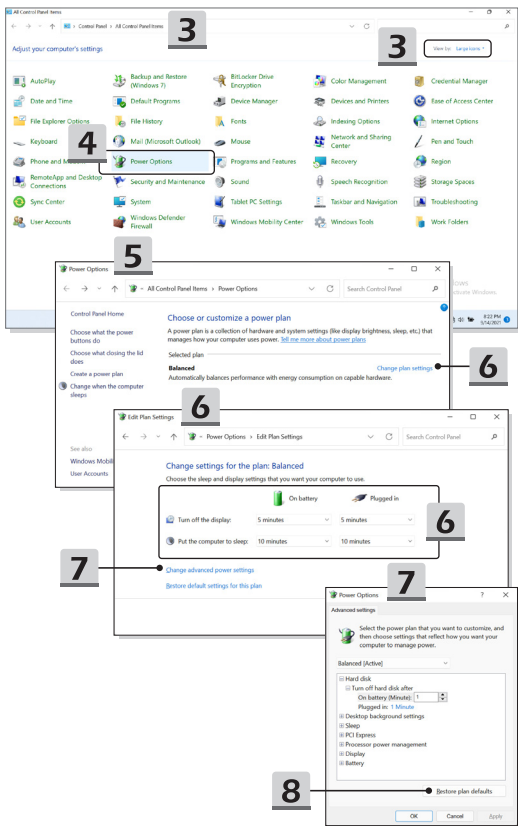 All Control Panel Items
Control Panel › All Control Panel Items
3
Adjust your computer's settings
3
View by: Large icons
AutoPlay
Backup and Restore (Windows 7)
BitLocker Drive Encryption
Color Management
Credential Manager
Date and Time
Default Programs
Device Manager
Devices and Printers
Ease of Access Center
File Explorer Options
File History
Fonts
Indexing Options
Internet Options
Keyboard
4
Mail (Microsoft Outlook)
Mouse
Network and Sharing Center
Pen and Touch
Phone and
Power Options
Programs and Features
Recovery
Region
RemoteApp and Desktop Connections
Security and Maintenance
Sound
Speech Recognition
Storage Spaces
Sync Center
System
Tablet PC Settings
Taskbar and Navigation
Troubleshooting
User Accounts
Windows Defender Firewall
Windows Mobility Center
Windows Tools
Work Folders
5
Power Options
All Control Panel Items › Power Options
Search Control Panel
8:22 PM
9/14/2021
Control Panel Home
Choose what the power buttons do
Choose what closing the lid does
Create a power plan
Change when the computer sleeps
See also
Windows Mobil
User Accounts
Choose or customize a power plan
A power plan is a collection of hardware and system settings (like display brightness, sleep, etc.) that
manages how your computer uses power. Tell me more about power plans
Selected plan
Balanced
Change plan settings
Automatically balances performance with energy consumption on capable hardware.
6
Edit Plan Settings
6
Power Options › Edit Plan Settings
Search Control Panel
Change settings for the plan: Balanced
Choose the sleep and display settings that you want your computer to use.
On battery
Plugged in
Turn off the display:
5 minutes
5 minutes
6
Put the computer to sleep:
10 minutes
10 minutes
7
Change advanced power settings
Restore default settings for this plan
7
Power Options
?
Advanced settings
Select the power plan that you want to customize, and
then choose settings that reflect how you want your
computer to manage power.
Balanced [Active]
Hard disk
Turn off hard disk after
On battery (Minute): 1
Plugged in: 1 Minute
Desktop background settings
Sleep
PCI Express
Processor power management
Display
Battery
8
Restore plan defaults
OK
Cancel
Apply